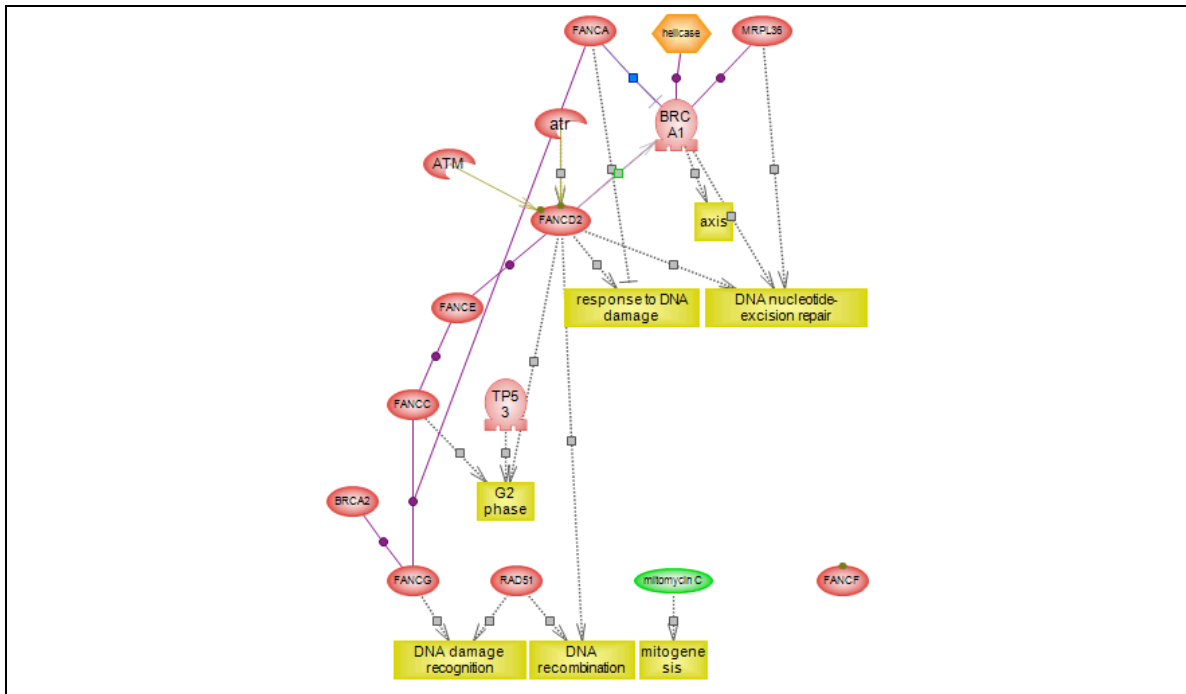 FANCA
helicase
MRPL36
atr
BRC
A1
ATM
FANCD2
axis
response to DNA
damage
DNA nucleotide-
excision repair
FANCE
FANCC
TP5
3
G2
phase
BRCA2
FANCG
RAD51
mitomycin C
FANCF
DNA damage
recognition
DNA
recombination
mitogene
sis